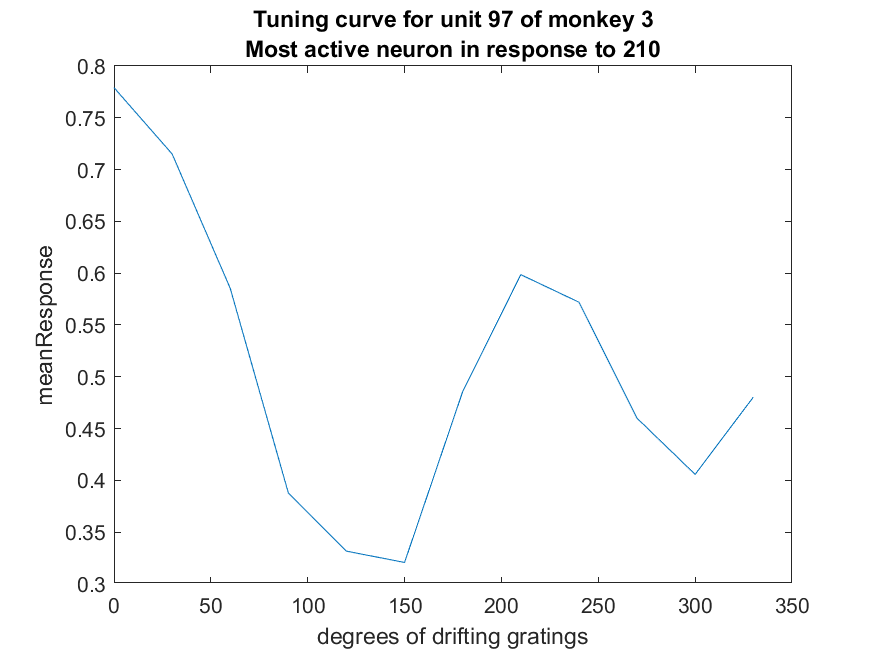 Tuning curve for unit 97 of monkey 3
Most active neuron in response to 210
0.8
0.75
0.7
0.65
0.6
0.55
0.5
0.45
0.4
0.35
0.3
meanResponse
0 50 100 150 200 250 300 350
degrees of drifting gratings